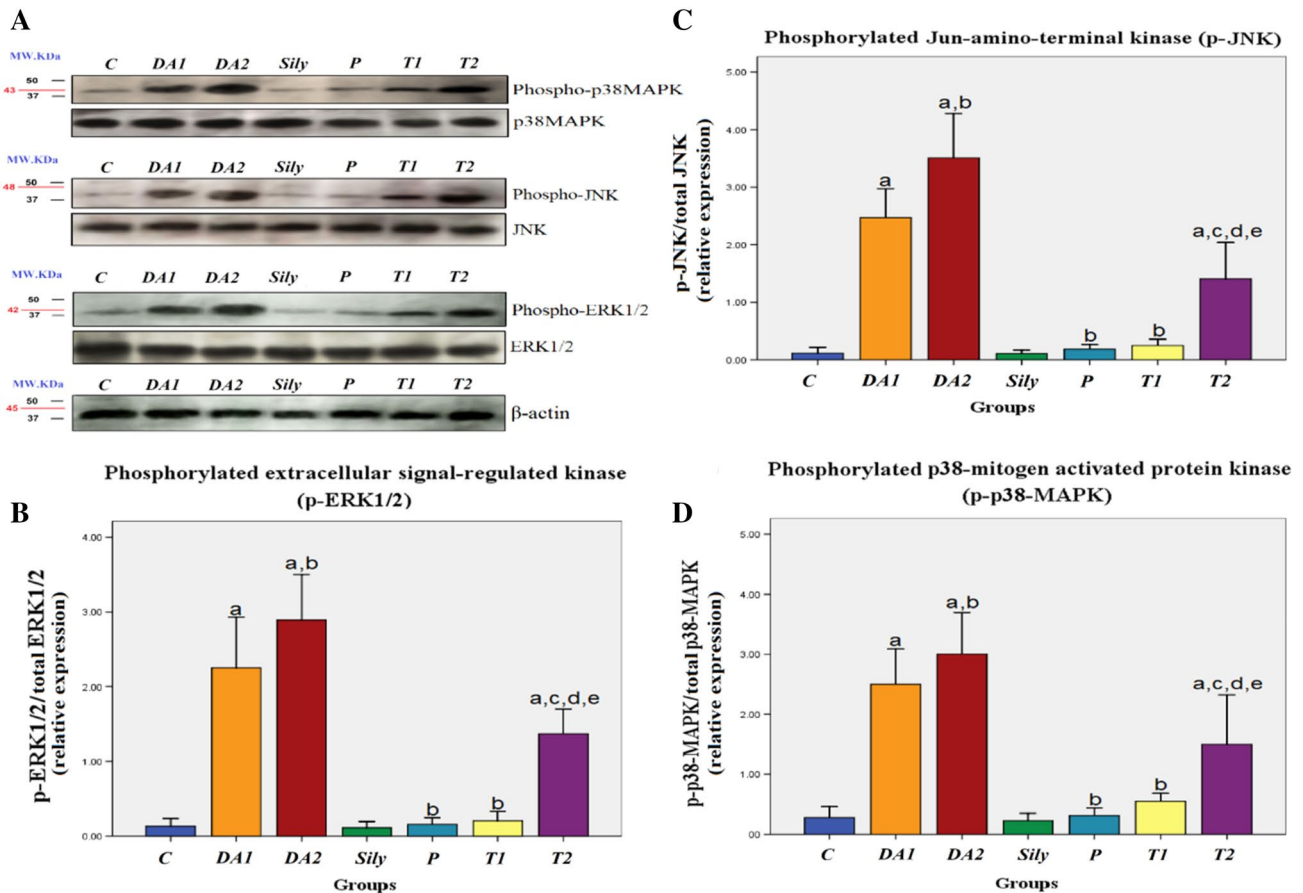 A
MW.KDa
C DA1 DA2 Sily P T1 T2
50
43
37
Phospho-p38MAPK
p38MAPK
MW.KDa
C DA1 DA2 Sily P T1 T2
50
48
37
Phospho-JNK
JNK
MW.KDa
C DA1 DA2 Sily P T1 T2
50
42
37
Phospho-ERK1/2
ERK1/2
MW.KDa
C DA1 DA2 Sily P T1 T2
50
45
37
β-actin
B
Phosphorylated extracellular signal-regulated kinase
(p-ERK1/2)
p-ERK1/2/total ERK1/2
(relative expression)
4.00
3.00
2.00
1.00
0.00
a
a,b
b
b
a,c,d,e
C DA1 DA2 Sily P T1 T2
Groups
C
Phosphorylated Jun-amino-terminal kinase (p-JNK)
p-JNK/total JNK
(relative expression)
5.00
4.00
3.00
2.00
1.00
0.00
a
a,b
b
b
a,c,d,e
C DA1 DA2 Sily P T1 T2
Groups
D
Phosphorylated p38-mitogen activated protein kinase
(p-p38-MAPK)
p-p38-MAPK/total p38-MAPK
(relative expression)
5.00
4.00
3.00
2.00
1.00
00
a
a,b
b
b
a,c,d,e
C DA1 DA2 Sily P T1 T2
Groups